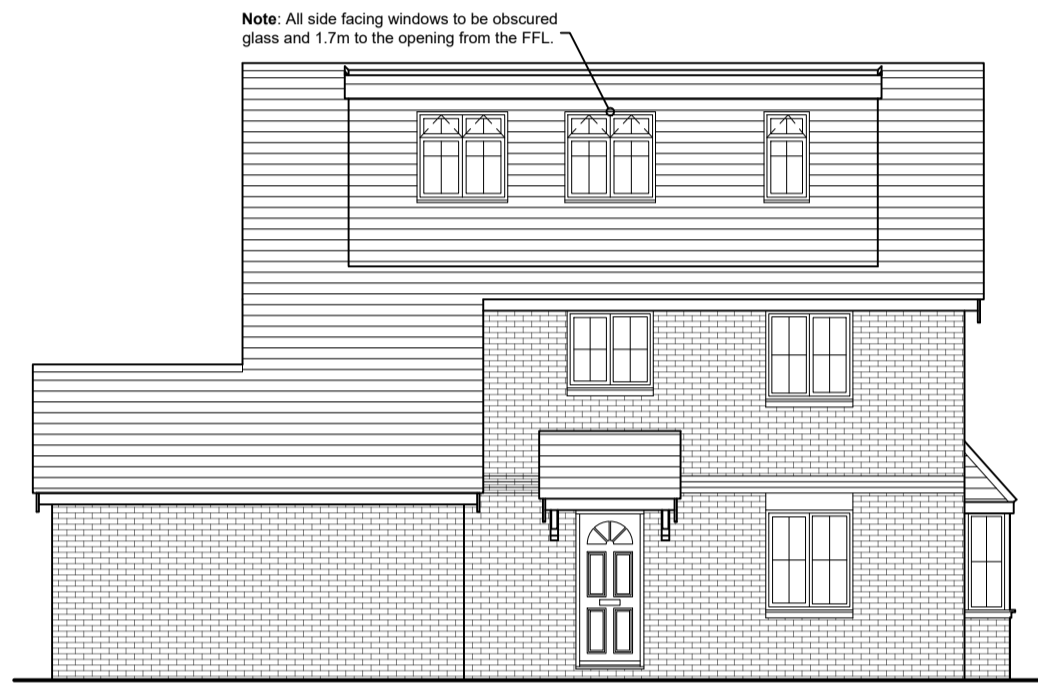 Note: All side facing windows to be obscured
glass and 1.7m to the opening from the FFL.